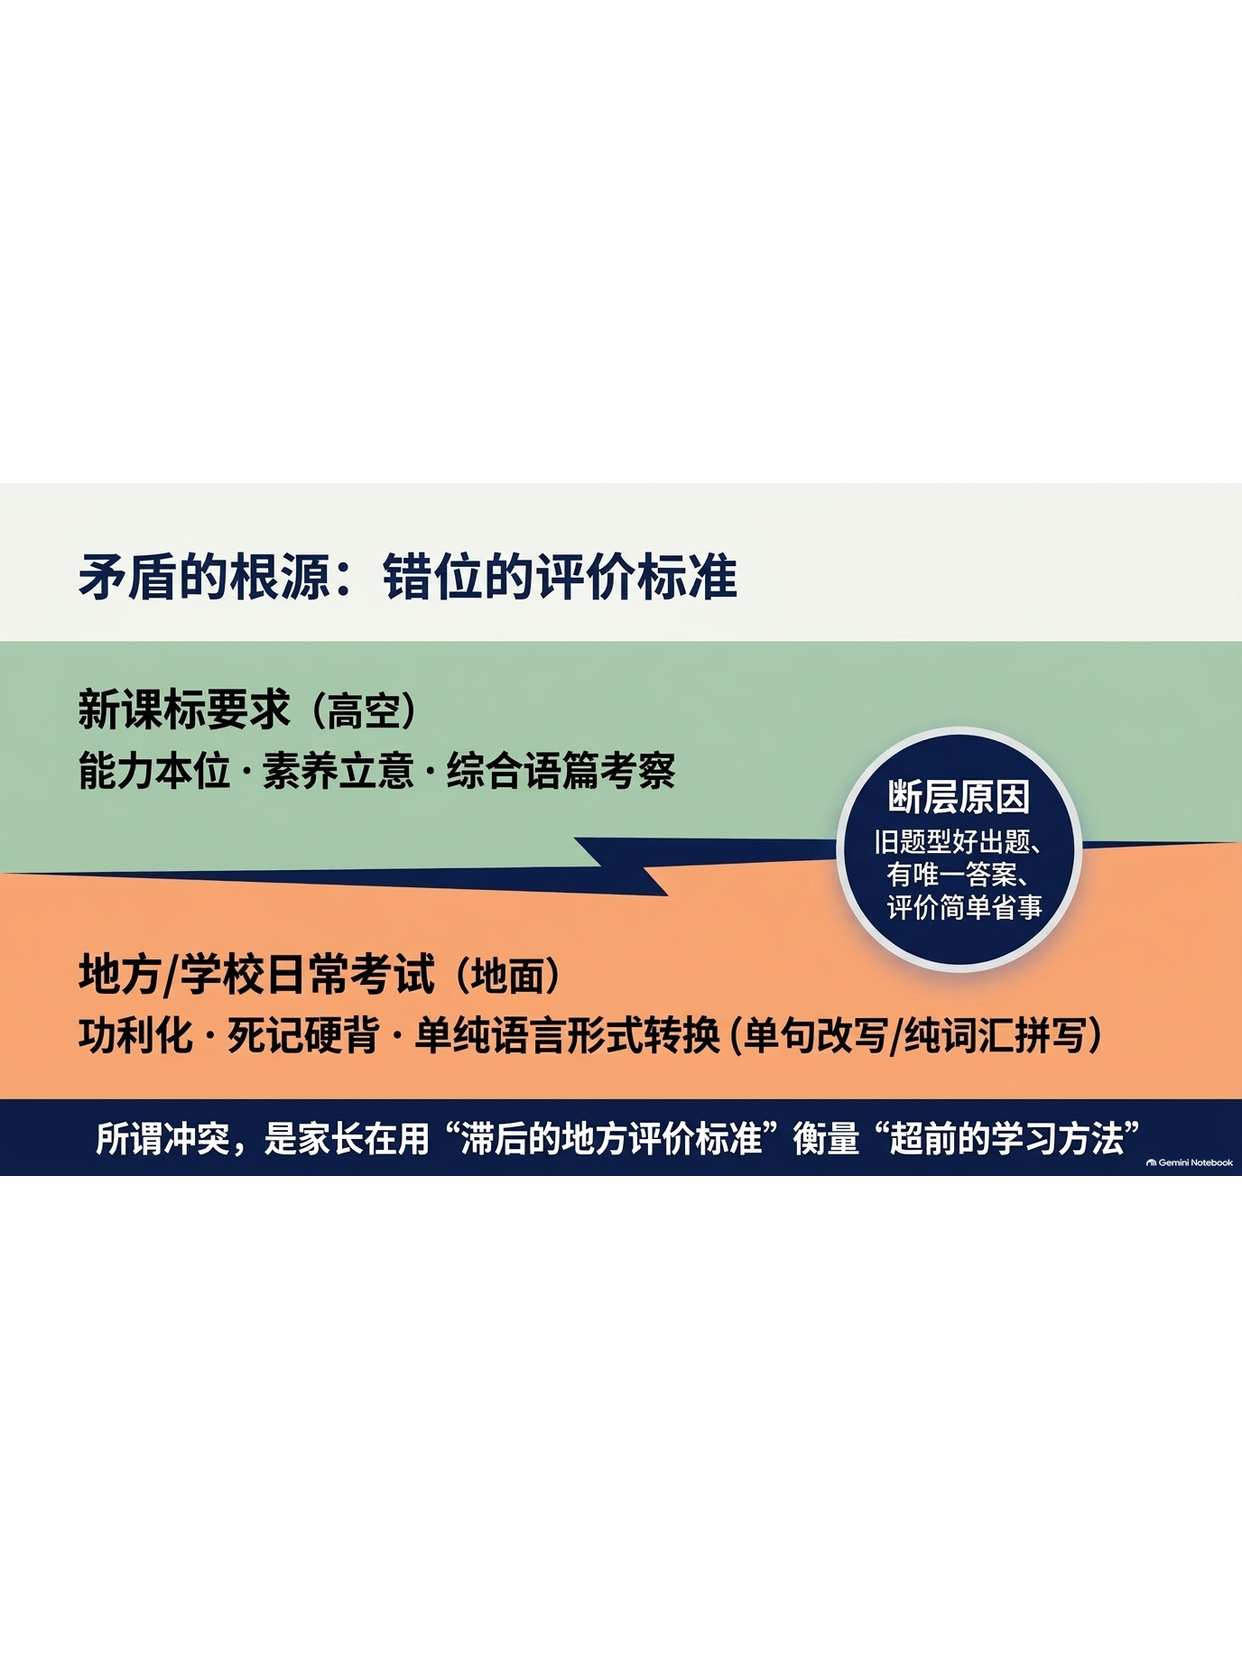 矛盾的根源：错位的评价标准
新课标要求（高空）
能力本位·素养立意·综合语篇考察
断层原因
旧题型好出题、
有唯一答案、
评价简单省事
地方/学校日常考试（地面）
功利化·死记硬背·单纯语言形式转换 (单句改写/纯词汇拼写）
所谓冲突，是家长在用“滞后的地方评价标准”衡量“超前的学习方法”
Gemini Notebook